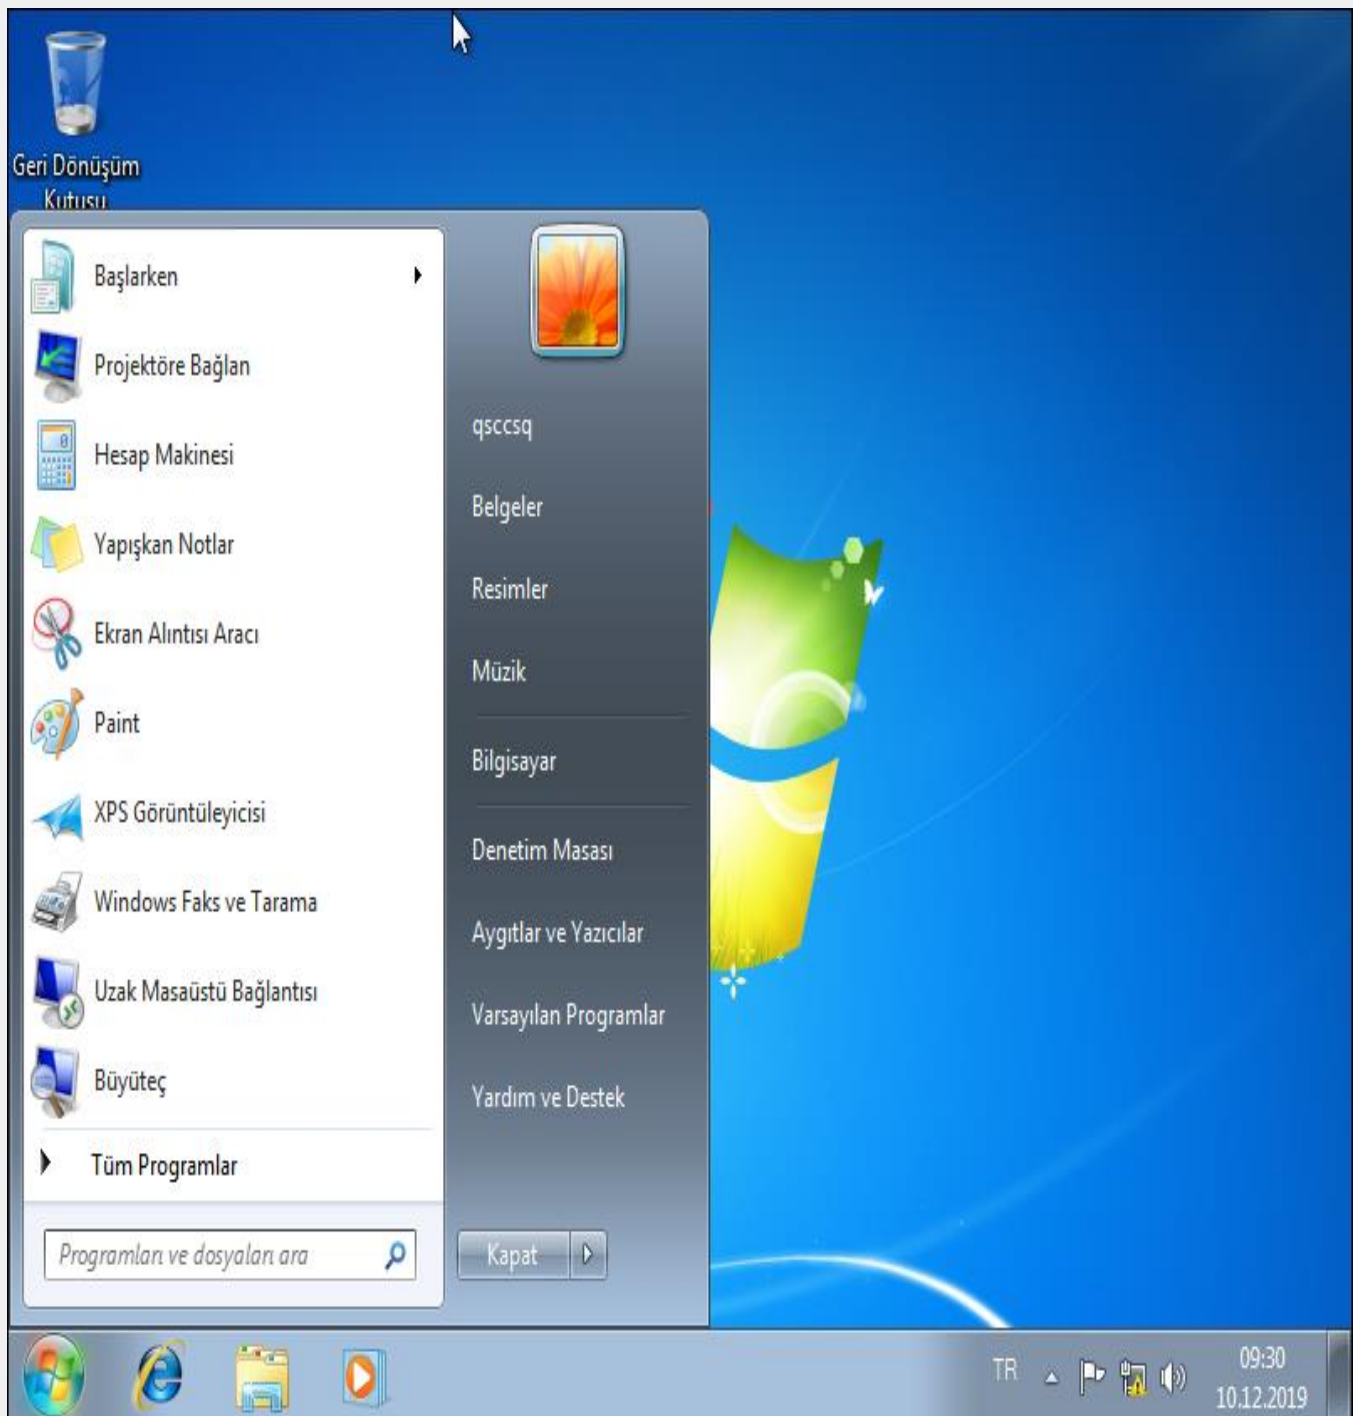 Geri Dönüşüm
Kutusu
Başlarken
Projektöre Bağlan
Hesap Makinesi
Yapışkan Notlar
Ekran Alıntısı Aracı
Paint
XPS Görüntüleyicisi
Windows Faks ve Tarama
Uzak Masaüstü Bağlantısı
Büyüteç
Tüm Programlar
Programları ve dosyaları ara
qsccsq
Belgeler
Resimler
Müzik
Bilgisayar
Denetim Masası
Aygıtlar ve Yazıcılar
Varsayılan Programlar
Yardım ve Destek
Kapat
TR
09:30
10.12.2019